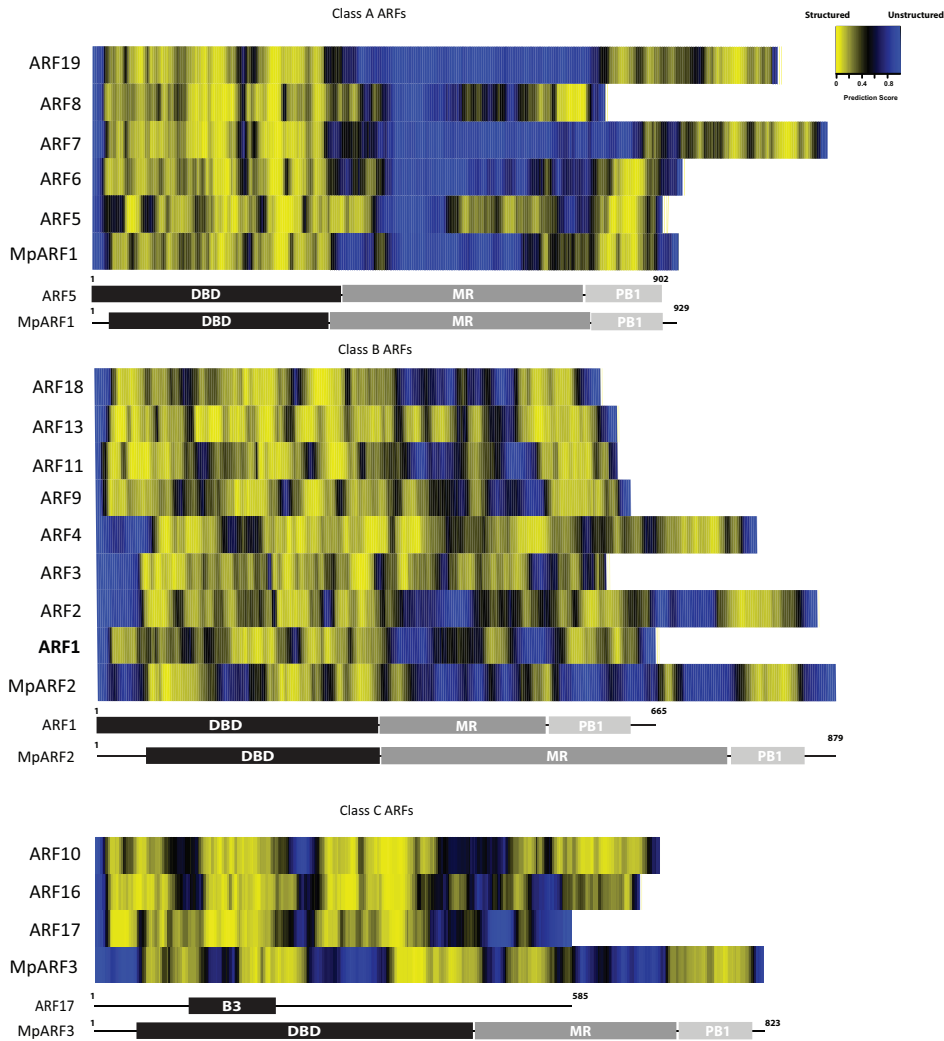 Class A ARFs
Structured Unstructured
0 0.4 0.8
Prediction Score
ARF19
ARF8
ARF7
ARF6
ARF5
MpARF1
1 902
ARF5 DBD MR PB1
1 929
MpARF1 DBD MR PB1
Class B ARFs
ARF18
ARF13
ARF11
ARF9
ARF4
ARF3
ARF2
ARF1
MpARF2
1 665
ARF1 DBD MR PB1
1 879
MpARF2 DBD MR PB1
Class C ARFs
ARF10
ARF16
ARF17
MpARF3
1 585
ARF17 B3
1 823
MpARF3 DBD MR PB1